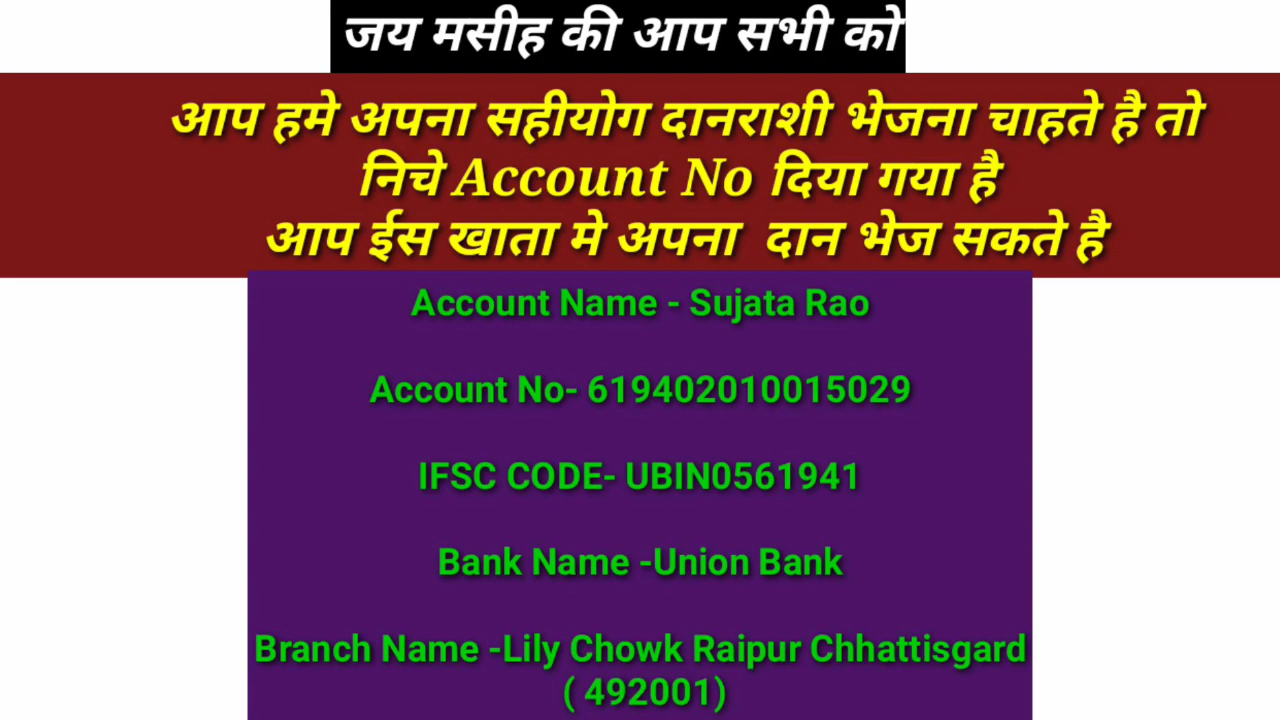 जय मसीह की आप सभी को
आप हमे अपना सहीयोग दानराशी भेजना चाहते है तो
निचे Account No दिया गया है
आप ईस खाता मे अपना दान भेज सकते है
Account Name - Sujata Rao
Account No- 619402010015029
IFSC CODE- UBIN0561941
Bank Name -Union Bank
Branch Name -Lily Chowk Raipur Chhattisgard
( 492001)